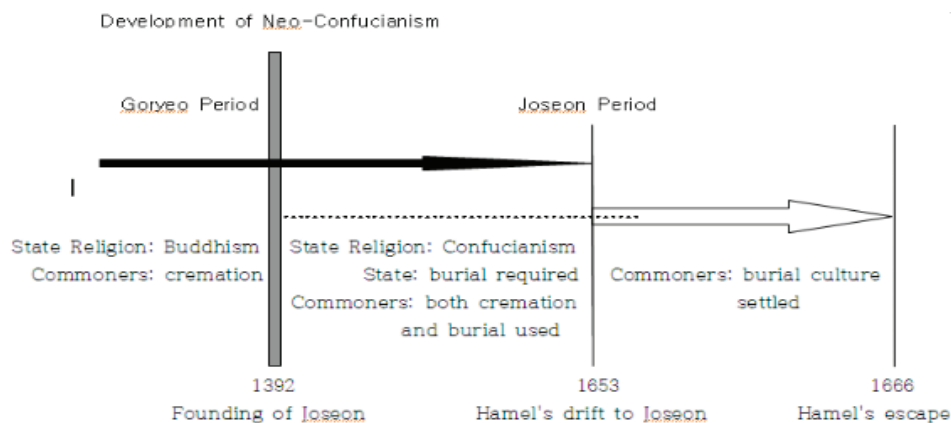 Development of Neo-Confucianism
Goryeo Period
Joseon Period
State Religion: Buddhism
Commoners: cremation
State Religion: Confucianism
State: burial required
Commoners: both cremation
and burial used
Commoners: burial culture
settled
1392
Founding of Joseon
1653
Hamel's drift to Joseon
1666
Hamel's escape